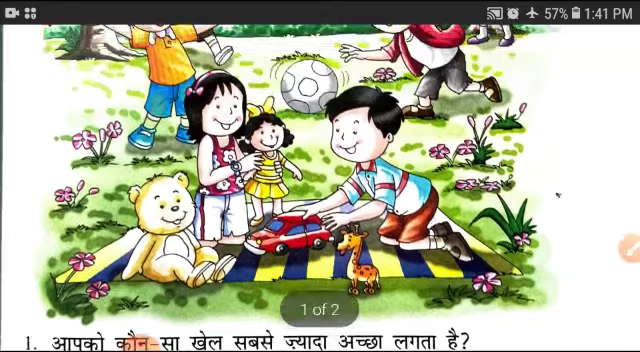 57% 1:41 PM
1 of 2
1. आपको कौन-सा खेल सबसे ज्यादा अच्छा लगता है?